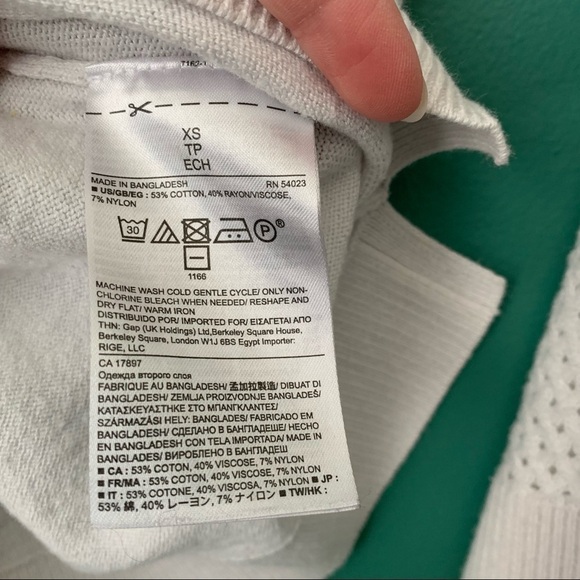 7162-1
XS
TP
ECH
MADE IN BANGLADESH RN 54023
■ US/GB/EG : 53% COTTON, 40% RAYON/VISCOSE,
7% NYLON
30 P®
1166
MACHINE WASH COLD GENTLE CYCLE/ ONLY NON-
CHLORINE BLEACH WHEN NEEDED/ RESHAPE AND
DRY FLAT/ WARM IRON
DISTRIBUIDO POR/ IMPORTED FOR/ ΕΙΣΑΓΕΤΑΙ ΑΠΟ
ΤΗΝ: Gap (UK Holdings) Ltd,Berkeley Square House,
Berkeley Square, London W1J 6BS Egypt Importer:
RIGE, LLC
CA 17897
Одежда второго слоя
FABRIQUE AU BANGLADESH/ 孟加拉製造/ DIBUAT DI
BANGLADESH/ ZEMLJA PROIZVODNJE BANGLADEŠ/
ΚΑΤΑΣΚΕΥΑΣΤΗΚΕ ΣΤΟ ΜΠΑΝΓΚΛΑΝΤΕΣ/
SZÁRMAZÁSI HELY: BANGLADES/ FABRICADO EM
BANGLADESH/ СДЕЛАНО В БАНГЛАДЕШЕ/ HECHO
EN BANGLADESH CON TELA IMPORTADA/ MADE IN
BANGLADESH/ ВИРОБЛЕНО В БАНГЛАДЕШ
■ CA : 53% COTON, 40% VISCOSE, 7% NYLON
■ FR/MA : 53% COTON, 40% VISCOSE, 7% NYLON
■ IT : 53% COTONE, 40% VISCOSA, 7% NYLON ■ JP :
53% 綿, 40% レーヨン, 7% ナイロン ■ TW/HK :